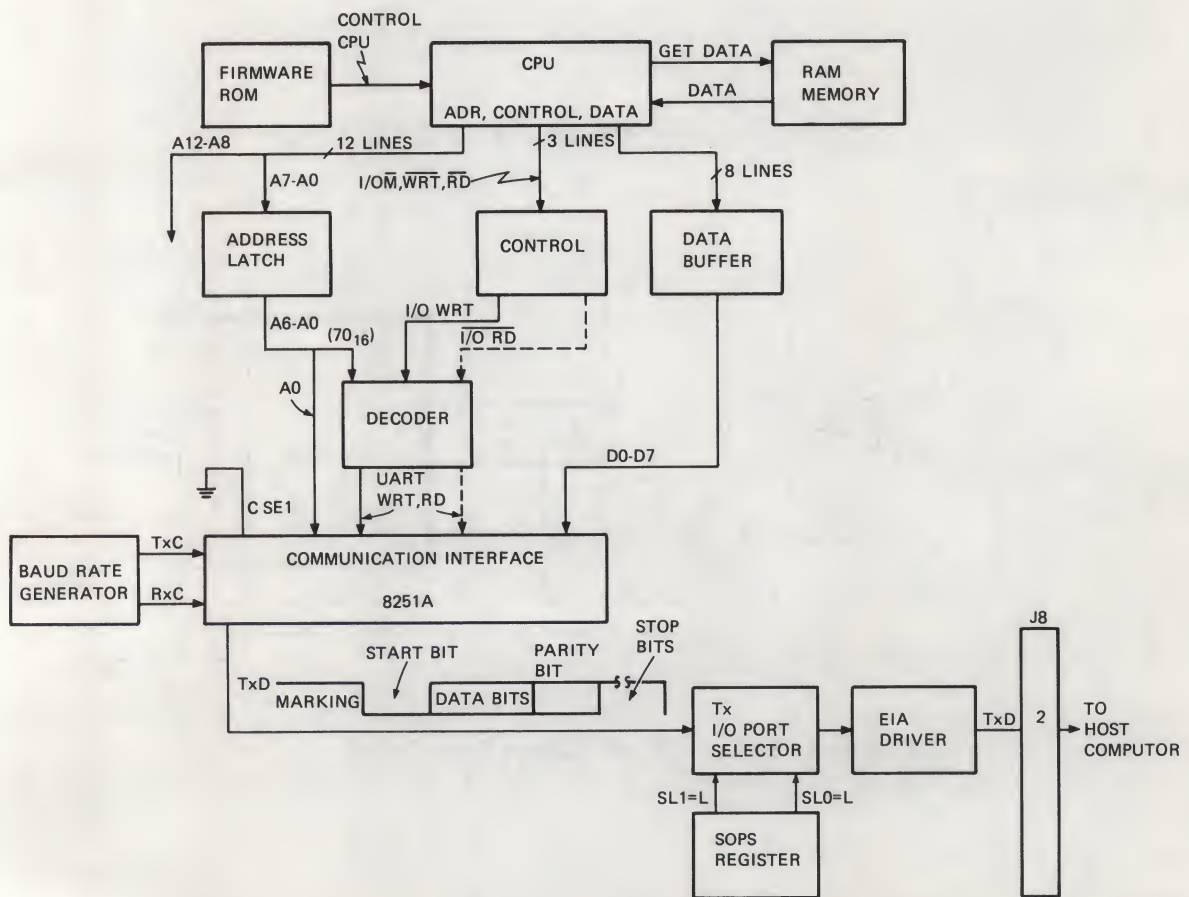 CONTROL
CPU
FIRMWARE
ROM
CPU
ADR, CONTROL, DATA
GET DATA
DATA
RAM
MEMORY
A12-A8
12 LINES
3 LINES
8 LINES
A7-A0
I/OM̅, W̅R̅T̅, R̅D̅
ADDRESS
LATCH
CONTROL
DATA
BUFFER
A6-A0
(70₁₆)
I/O WRT
I̅/̅O̅ ̅R̅D̅
A0
DECODER
D0-D7
UART
WRT,RD
C SE1
BAUD RATE
GENERATOR
TxC
RxC
COMMUNICATION INTERFACE
8251A
TxD
MARKING
START BIT
DATA BITS
PARITY
BIT
STOP
BITS
Tx
I/O PORT
SELECTOR
EIA
DRIVER
TxD
J8
2
TO
HOST
COMPUTOR
SL1=L
SL0=L
SOPS
REGISTER